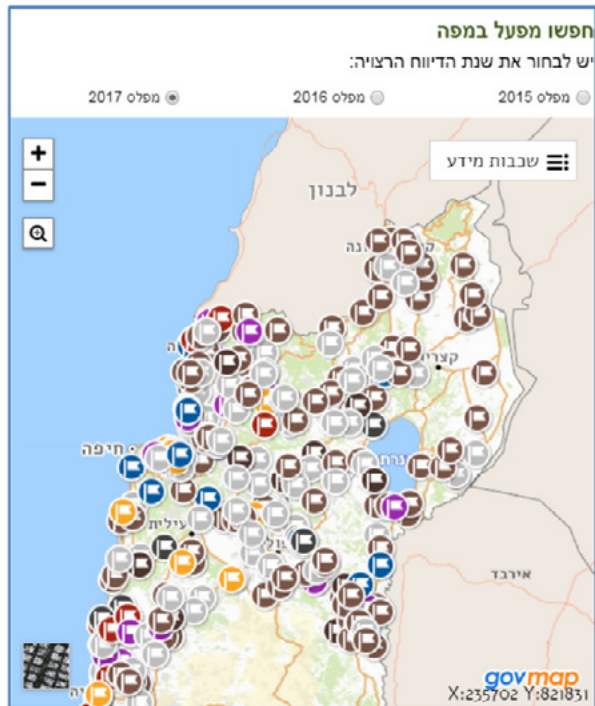 חפשו מפעל במפה
יש לבחור את שנת הדיווח הרצויה:
מפלס 2015 מפלס 2016 מפלס 2017
+
שכבות מידע
−
לבנון
קצרין
חיפה
עילית
אירבד
govmap
X:235702 Y:821831